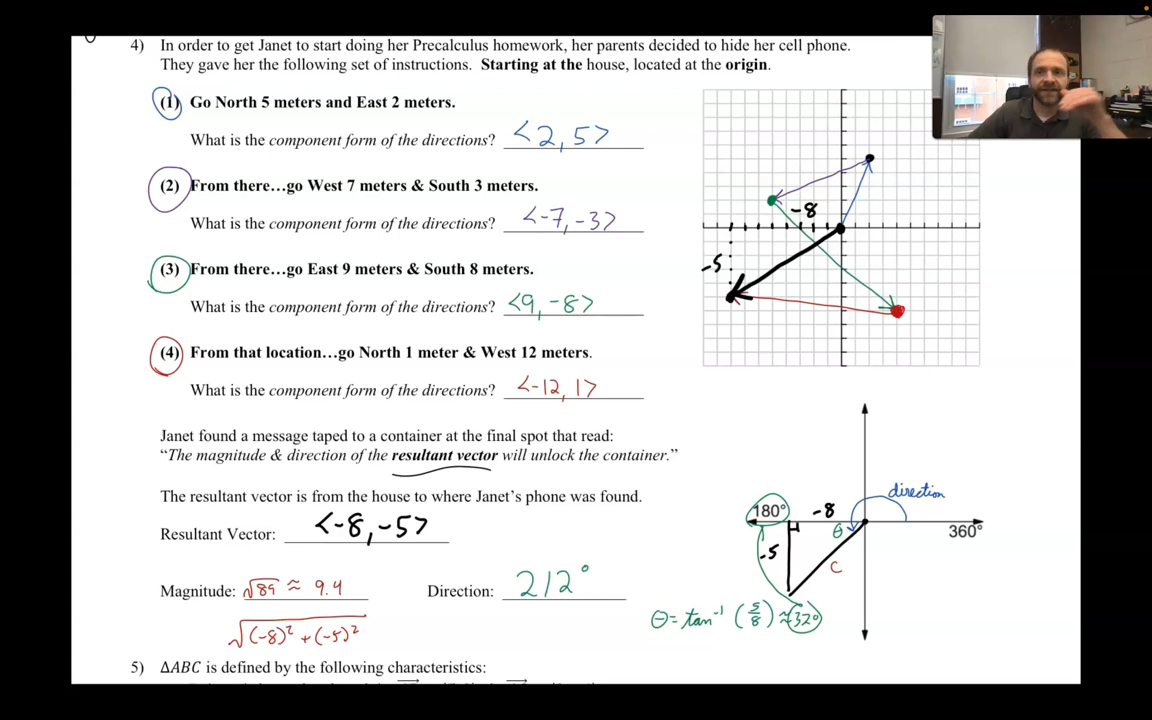 4) In order to get Janet to start doing her Precalculus homework, her parents decided to hide her cell phone.
They gave her the following set of instructions. Starting at the house, located at the origin.
(1) Go North 5 meters and East 2 meters.
What is the component form of the directions? <2, 5>
(2) From there…go West 7 meters & South 3 meters.
What is the component form of the directions? <-7, -3>
(3) From there…go East 9 meters & South 8 meters.
What is the component form of the directions? <9, -8>
(4) From that location…go North 1 meter & West 12 meters.
What is the component form of the directions? <-12, 1>
-8
-5
Janet found a message taped to a container at the final spot that read:
“The magnitude & direction of the resultant vector will unlock the container.”
The resultant vector is from the house to where Janet’s phone was found.
Resultant Vector: <-8, -5>
Magnitude: √89 ≈ 9.4 Direction: 212°
√(-8)² + (-5)²
direction
180° -8
θ 360°
-5
C
θ = tan⁻¹ (5/8) ≈ 32°
5) ΔABC is defined by the following characteristics: